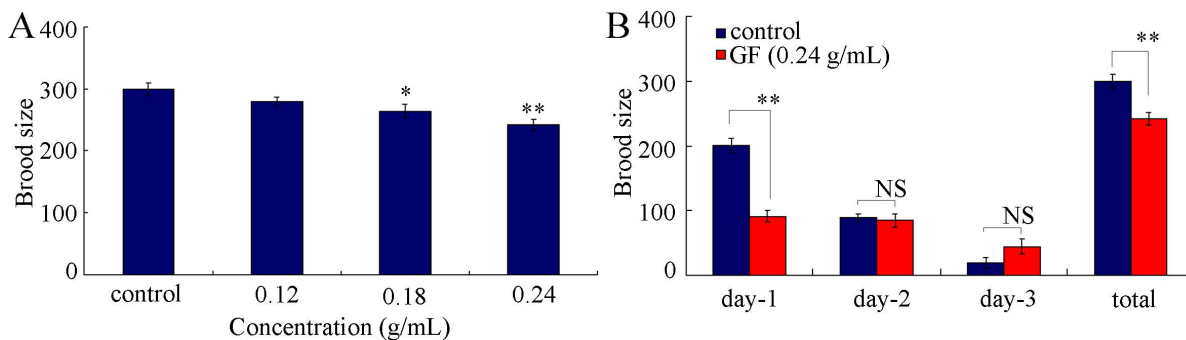 A
400
300
200
100
0
Brood size
*
**
control
0.12
0.18
0.24
Concentration (g/mL)
B
400
300
200
100
0
Brood size
control
GF (0.24 g/mL)
**
NS
NS
**
day-1
day-2
day-3
total